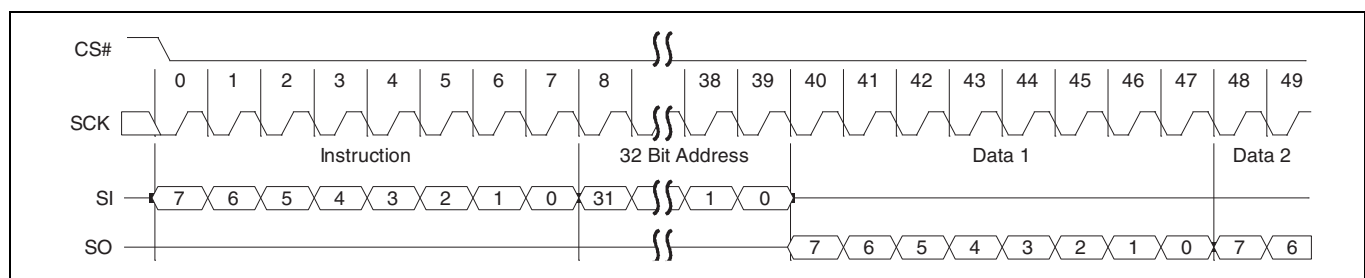 CS#
0 1 2 3 4 5 6 7 8 38 39 40 41 42 43 44 45 46 47 48 49
SCK
Instruction 32 Bit Address Data 1 Data 2
SI 7 6 5 4 3 2 1 0 31 1 0
SO 7 6 5 4 3 2 1 0 7 6